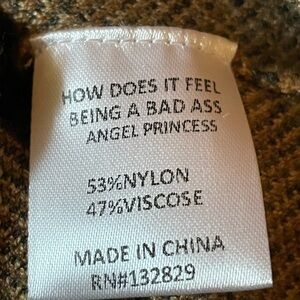 HOW DOES IT FEEL
BEING A BAD ASS
ANGEL PRINCESS
53%NYLON
47%VISCOSE
MADE IN CHINA
RN#132829